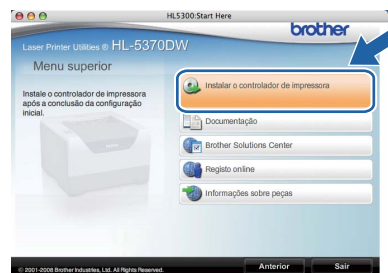 HL5300:Start Here
brother
Laser Printer Utilities ® HL-5370DW
Menu superior
Instale o controlador de impressora
após a conclusão da configuração
inicial.
Instalar o controlador de impressora
Documentação
Brother Solutions Center
Registo online
Informações sobre peças
© 2001-2008 Brother Industries, Ltd. All Rights Reserved.
Anterior
Sair